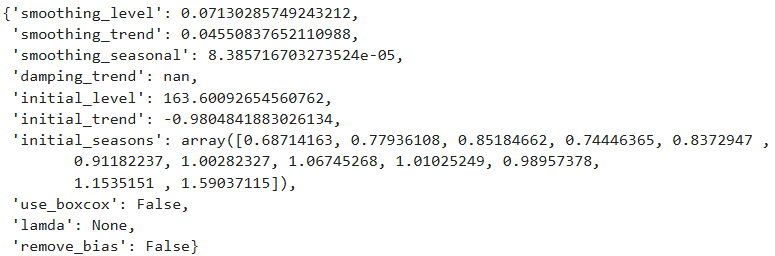 {'smoothing_level': 0.07130285749243212,
'smoothing_trend': 0.04550837652110988,
'smoothing_seasonal': 8.385716703273524e-05,
'damping_trend': nan,
'initial_level': 163.60092654560762,
'initial_trend': -0.9804841883026134,
'initial_seasons': array([0.68714163, 0.77936108, 0.85184662, 0.74446365, 0.8372947 ,
0.91182237, 1.00282327, 1.06745268, 1.01025249, 0.98957378,
1.1535151 , 1.59037115]),
'use_boxcox': False,
'lamda': None,
'remove_bias': False}